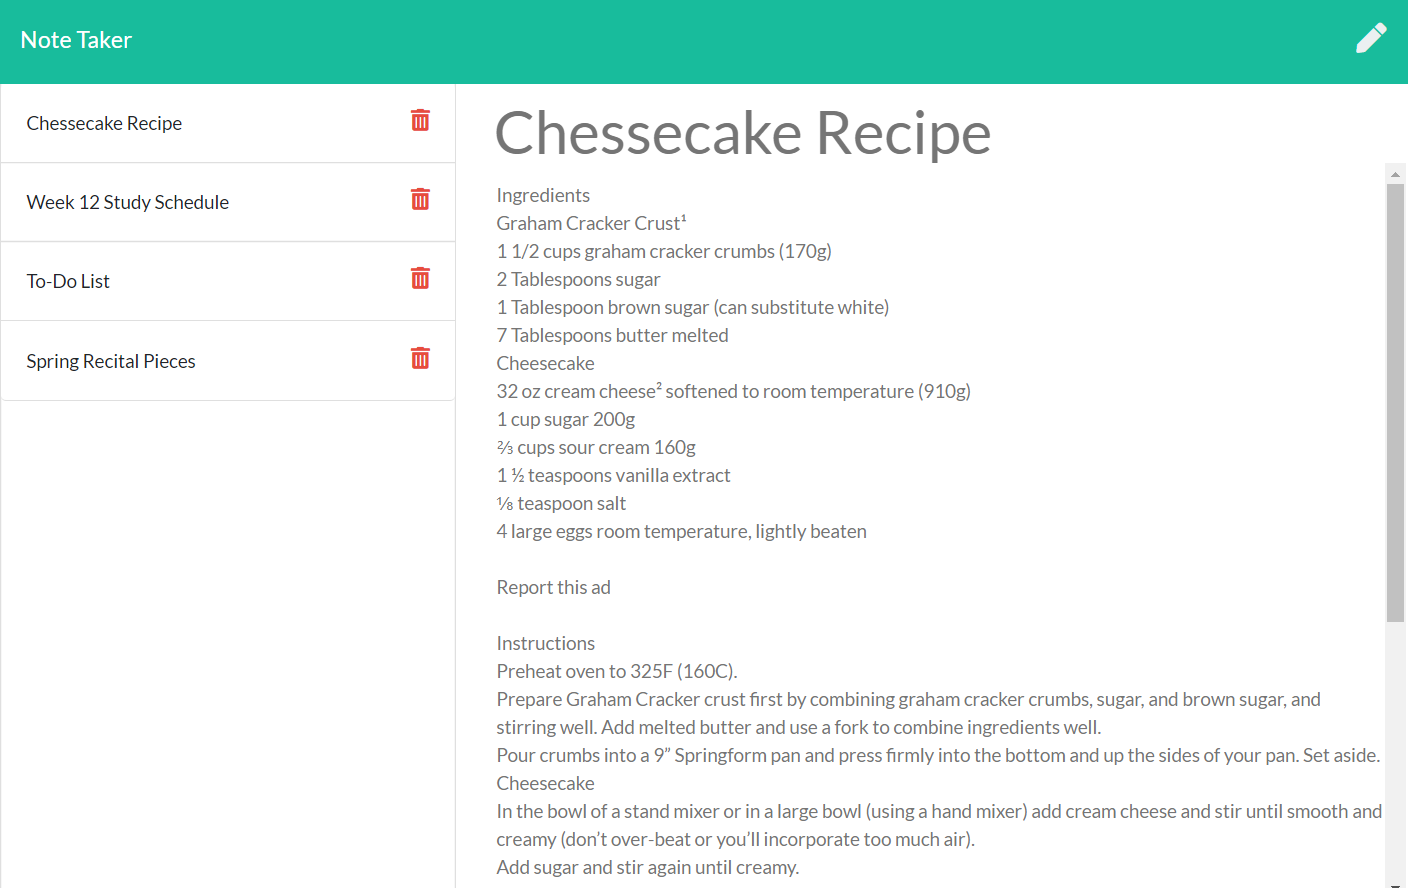 Note Taker
Chessecake Recipe
Week 12 Study Schedule
To-Do List
Spring Recital Pieces
Chessecake Recipe
Ingredients
Graham Cracker Crust¹
1 1/2 cups graham cracker crumbs (170g)
2 Tablespoons sugar
1 Tablespoon brown sugar (can substitute white)
7 Tablespoons butter melted
Cheesecake
32 oz cream cheese² softened to room temperature (910g)
1 cup sugar 200g
⅔ cups sour cream 160g
1 ½ teaspoons vanilla extract
⅛ teaspoon salt
4 large eggs room temperature, lightly beaten
Report this ad
Instructions
Preheat oven to 325F (160C).
Prepare Graham Cracker crust first by combining graham cracker crumbs, sugar, and brown sugar, and
stirring well. Add melted butter and use a fork to combine ingredients well.
Pour crumbs into a 9” Springform pan and press firmly into the bottom and up the sides of your pan. Set aside.
Cheesecake
In the bowl of a stand mixer or in a large bowl (using a hand mixer) add cream cheese and stir until smooth and
creamy (don’t over-beat or you’ll incorporate too much air).
Add sugar and stir again until creamy.